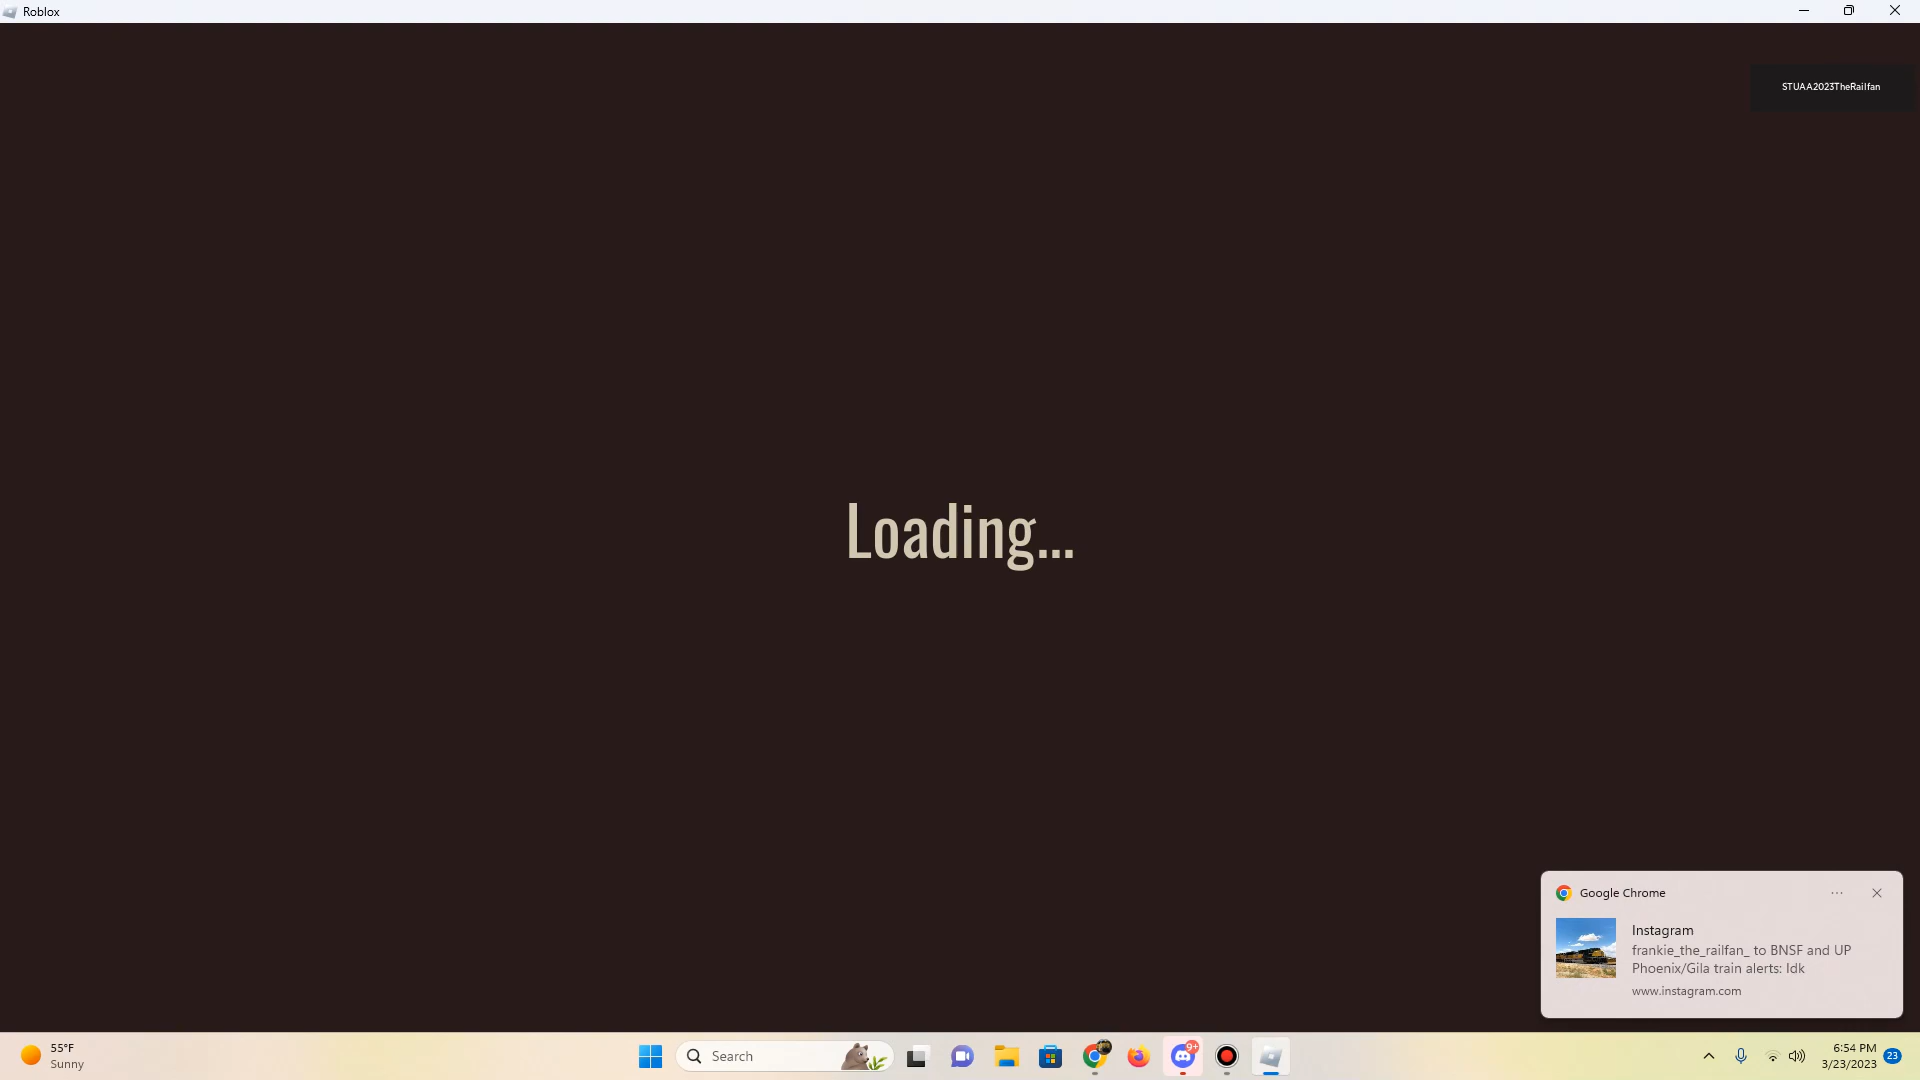 Roblox
STUAA2023TheRailfan
Loading...
Google Chrome
Instagram
frankie_the_railfan_ to BNSF and UP
Phoenix/Gila train alerts: Idk
www.instagram.com
55°F
Sunny
Search
9+
6:54 PM
3/23/2023
23